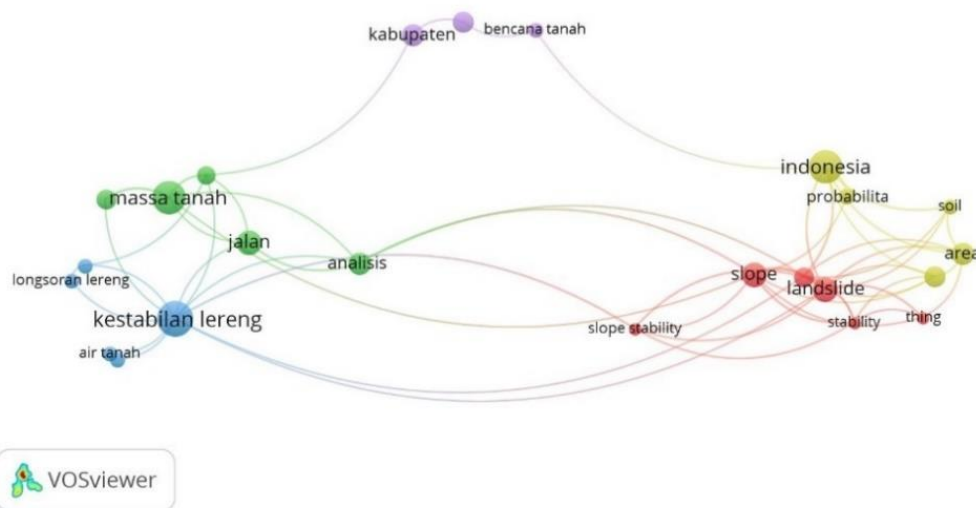 kabupaten
bencana tanah
indonesia
probabilita
massa tanah
soil
jalan
analisis
area
longsoran lereng
slope
landslide
kestabilan lereng
slope stability
stability
thing
air tanah
VOSviewer